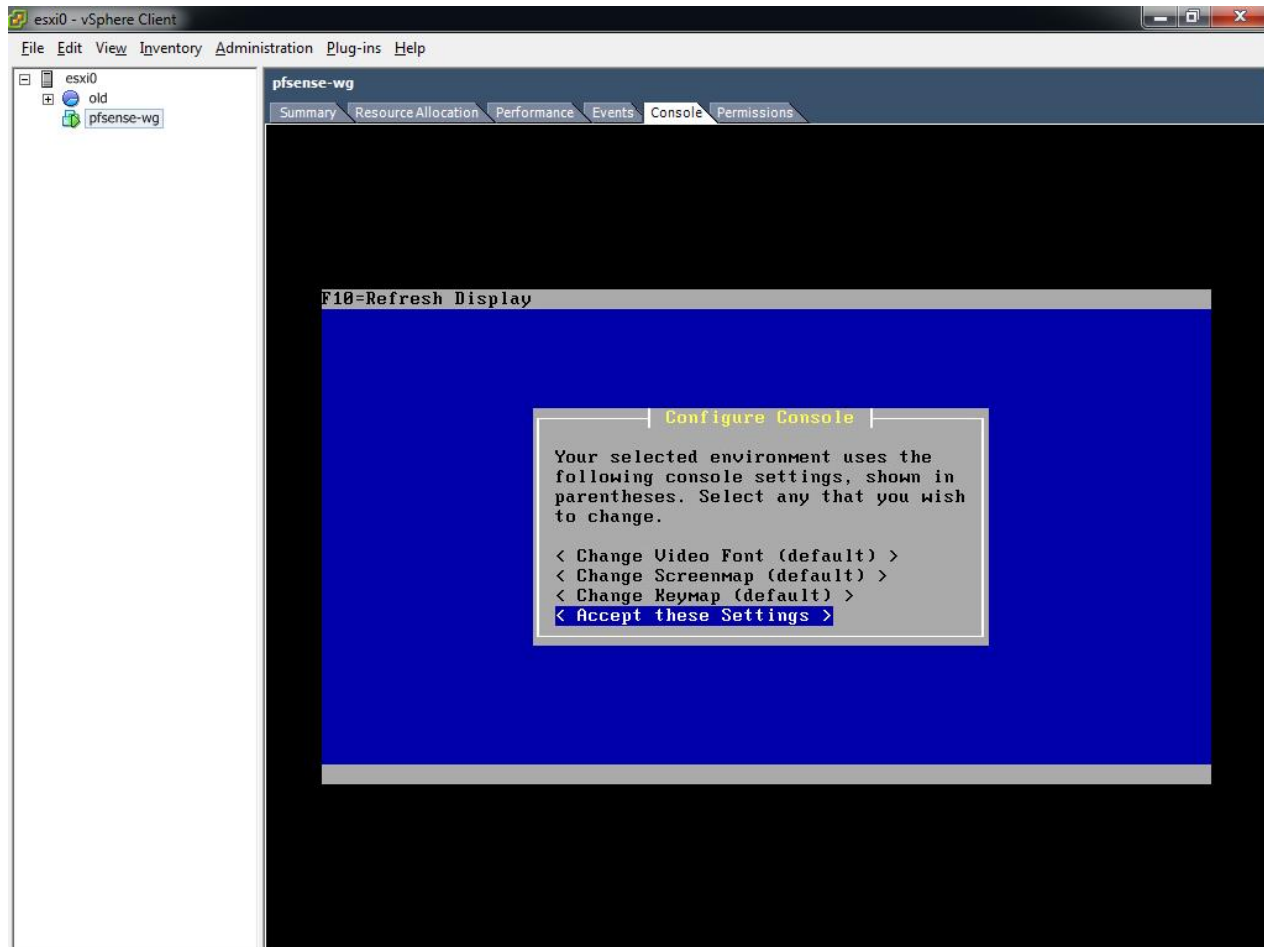 esxi0 - vSphere Client
File Edit View Inventory Administration Plug-ins Help
esxi0
old
pfsense-wg
pfsense-wg
Summary Resource Allocation Performance Events Console Permissions
F10=Refresh Display
Configure Console
Your selected environment uses the
following console settings, shown in
parentheses. Select any that you wish
to change.
< Change Video Font (default) >
< Change Screenmap (default) >
< Change Keymap (default) >
< Accept these Settings >